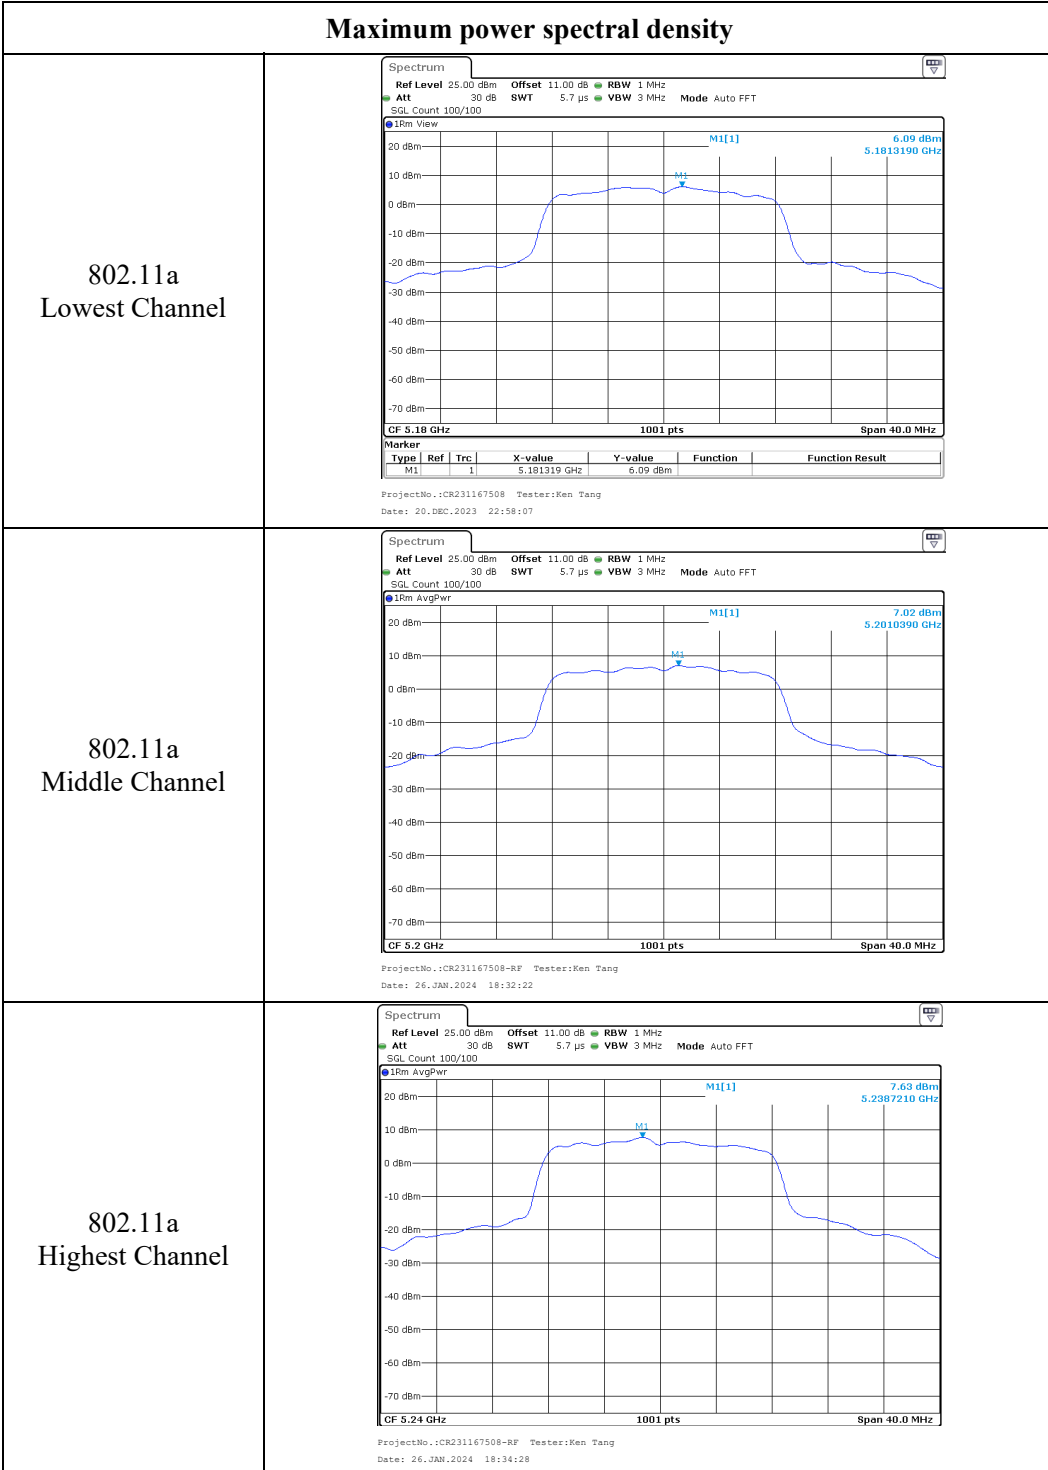 Maximum power spectral density
802.11a
Lowest Channel
Spectrum
Ref Level 25.00 dBm Offset 11.00 dB RBW 1 MHz
Att 30 dB SWT 5.7 µs VBW 3 MHz Mode Auto FFT
SGL Count 100/100
1Rm View
M1[1] 6.09 dBm
5.1813190 GHz
20 dBm
M1
10 dBm
0 dBm
-10 dBm
-20 dBm
-30 dBm
-40 dBm
-50 dBm
-60 dBm
-70 dBm
CF 5.18 GHz 1001 pts Span 40.0 MHz
Marker
Type Ref Trc X-value Y-value Function Function Result
M1 1 5.181319 GHz 6.09 dBm
ProjectNo.:CR231167508 Tester:Ken Tang
Date: 20.DEC.2023 22:58:07
802.11a
Middle Channel
Spectrum
Ref Level 25.00 dBm Offset 11.00 dB RBW 1 MHz
Att 30 dB SWT 5.7 µs VBW 3 MHz Mode Auto FFT
SGL Count 100/100
1Rm AvgPwr
M1[1] 7.02 dBm
5.2010390 GHz
20 dBm
M1
10 dBm
0 dBm
-10 dBm
-20 dBm
-30 dBm
-40 dBm
-50 dBm
-60 dBm
-70 dBm
CF 5.2 GHz 1001 pts Span 40.0 MHz
ProjectNo.:CR231167508-RF Tester:Ken Tang
Date: 26.JAN.2024 18:32:22
802.11a
Highest Channel
Spectrum
Ref Level 25.00 dBm Offset 11.00 dB RBW 1 MHz
Att 30 dB SWT 5.7 µs VBW 3 MHz Mode Auto FFT
SGL Count 100/100
1Rm AvgPwr
M1[1] 7.63 dBm
5.2387210 GHz
20 dBm
M1
10 dBm
0 dBm
-10 dBm
-20 dBm
-30 dBm
-40 dBm
-50 dBm
-60 dBm
-70 dBm
CF 5.24 GHz 1001 pts Span 40.0 MHz
ProjectNo.:CR231167508-RF Tester:Ken Tang
Date: 26.JAN.2024 18:34:28